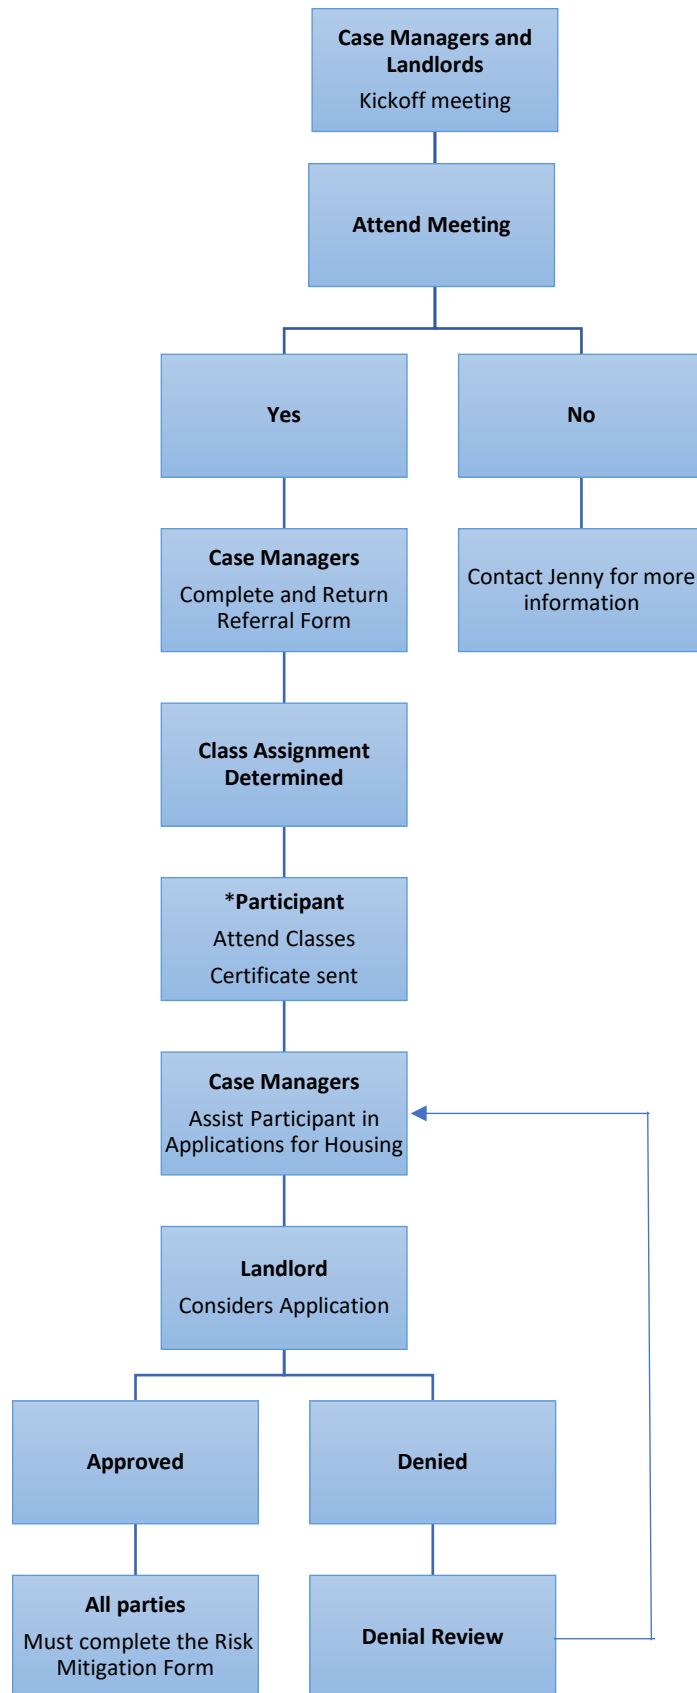 Case Managers and
Landlords
Kickoff meeting
Attend Meeting
Yes
No
Case Managers
Complete and Return
Referral Form
Contact Jenny for more
information
Class Assignment
Determined
*Participant
Attend Classes
Certificate sent
Case Managers
Assist Participant in
Applications for Housing
Landlord
Considers Application
Approved
Denied
All parties
Must complete the Risk
Mitigation Form
Denial Review